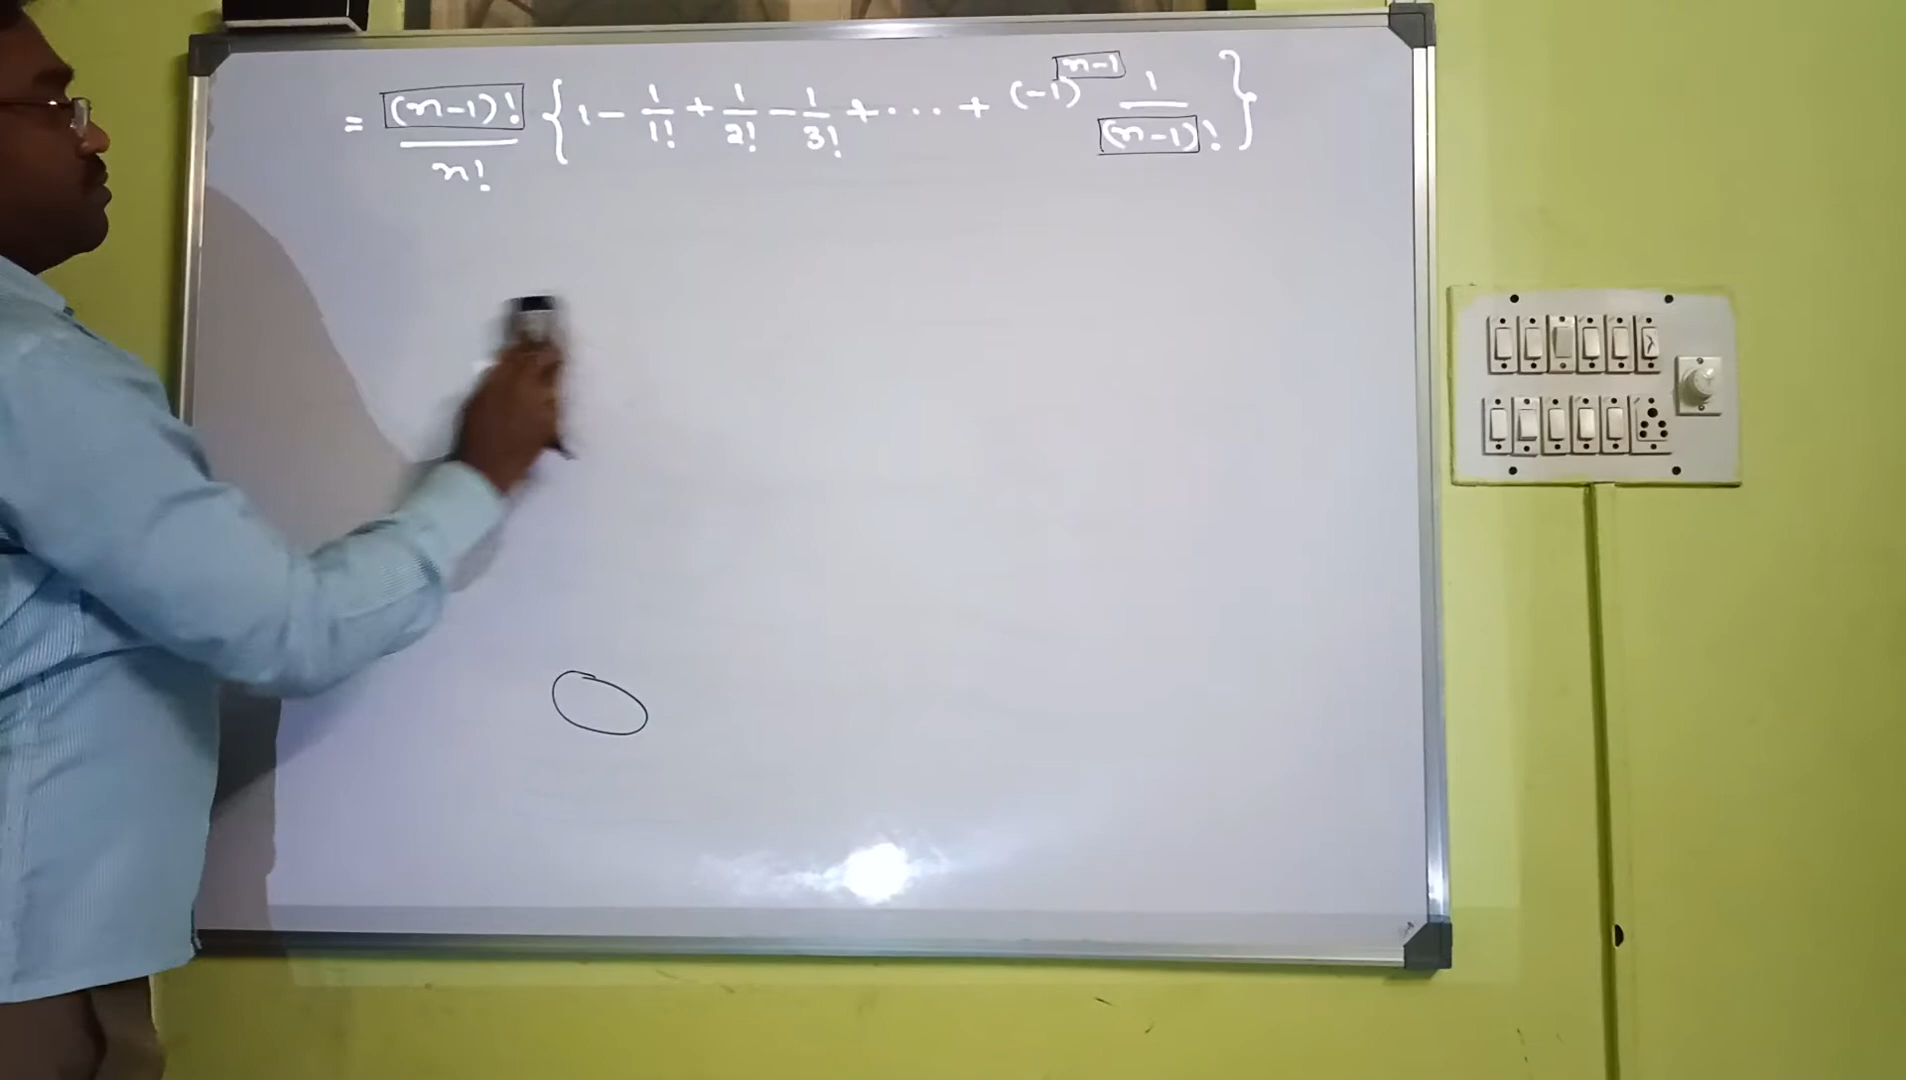 = (n-1)!/n! { 1 - 1/1! + 1/2! - 1/3! + ... + (-1)^{n-1} 1/(n-1)! }